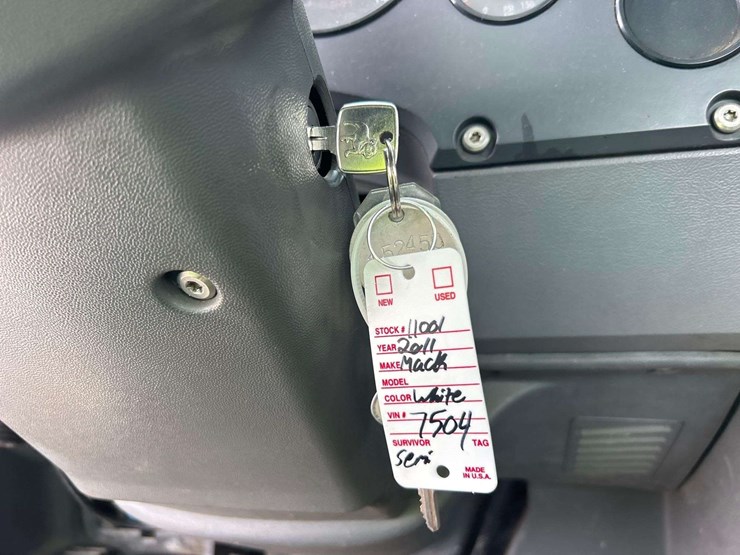 NEW USED
STOCK # 11001
YEAR 2011
MAKE Mack
MODEL
COLOR White
VIN # 7504
SURVIVOR TAG
Semi
MADE
IN U.S.A.